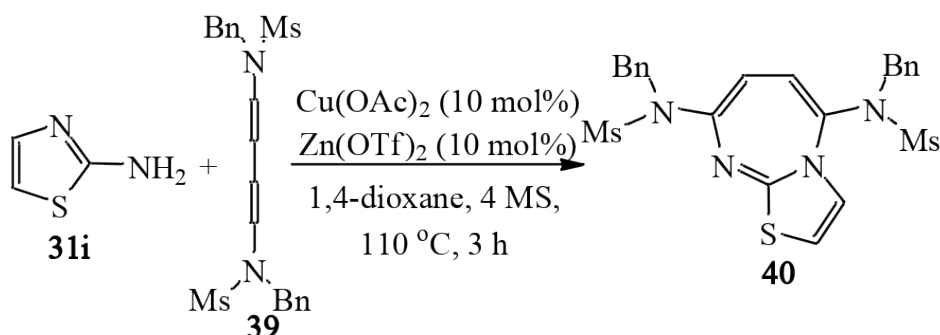 Bn
Ms
N
N
NH2
S
31i
+
N
Ms
Bn
39
Cu(OAc)2 (10 mol%)
Zn(OTf)2 (10 mol%)
1,4-dioxane, 4 MS,
110 oC, 3 h
Bn
Ms
N
Bn
N
Ms
N
N
S
40